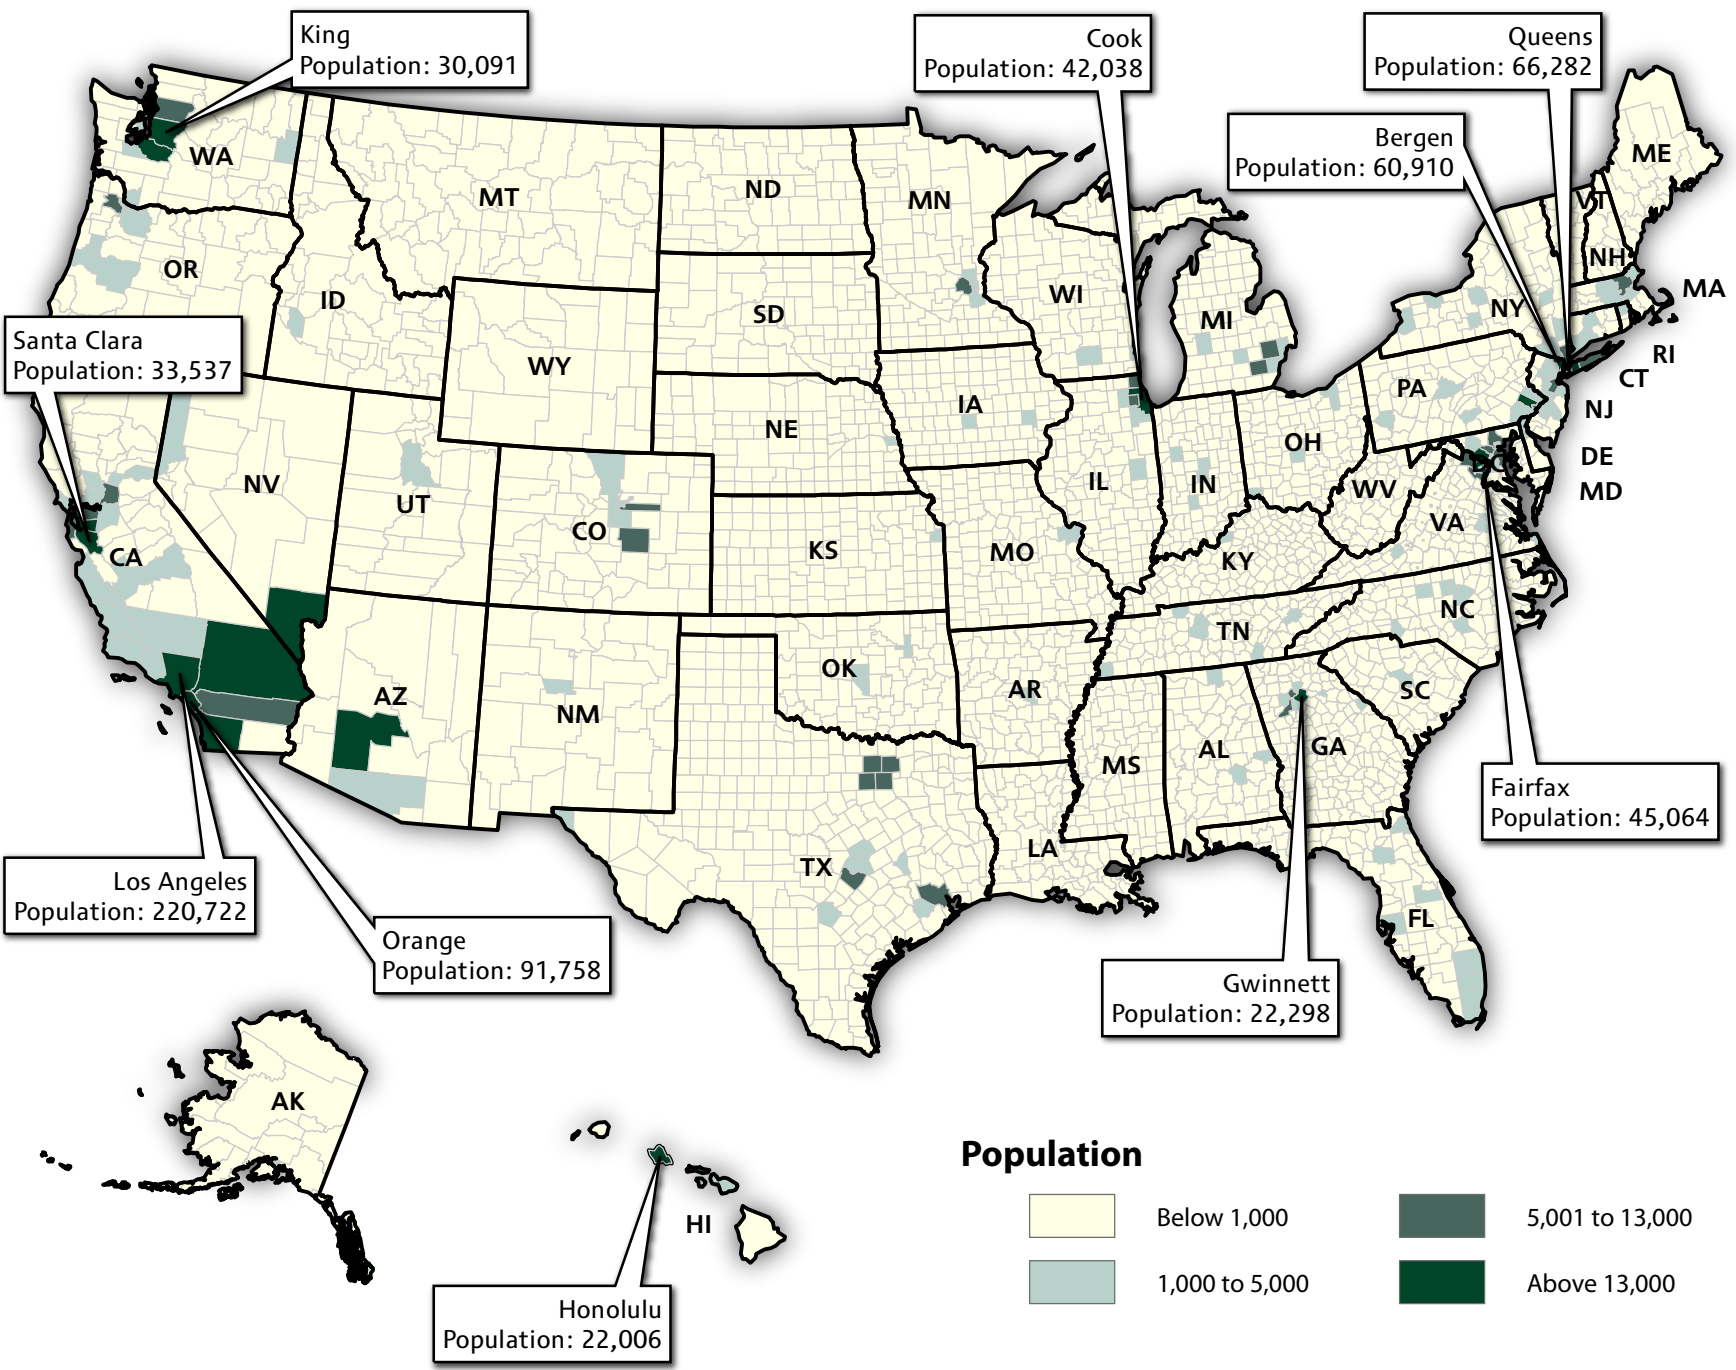 King
Population: 30,091
Cook
Population: 42,038
Queens
Population: 66,282
Bergen
Population: 60,910
Santa Clara
Population: 33,537
Los Angeles
Population: 220,722
Orange
Population: 91,758
Gwinnett
Population: 22,298
Fairfax
Population: 45,064
Honolulu
Population: 22,006
WA
MT
ND
MN
ME
VT
NH
MA
OR
ID
SD
WI
MI
NY
RI
CT
WY
IA
PA
NJ
NE
OH
DE
MD
DC
NV
UT
CO
IL
IN
WV
VA
CA
KS
MO
KY
NC
TN
AZ
NM
OK
AR
SC
MS
AL
GA
TX
LA
FL
AK
HI
Population
Below 1,000
1,000 to 5,000
5,001 to 13,000
Above 13,000